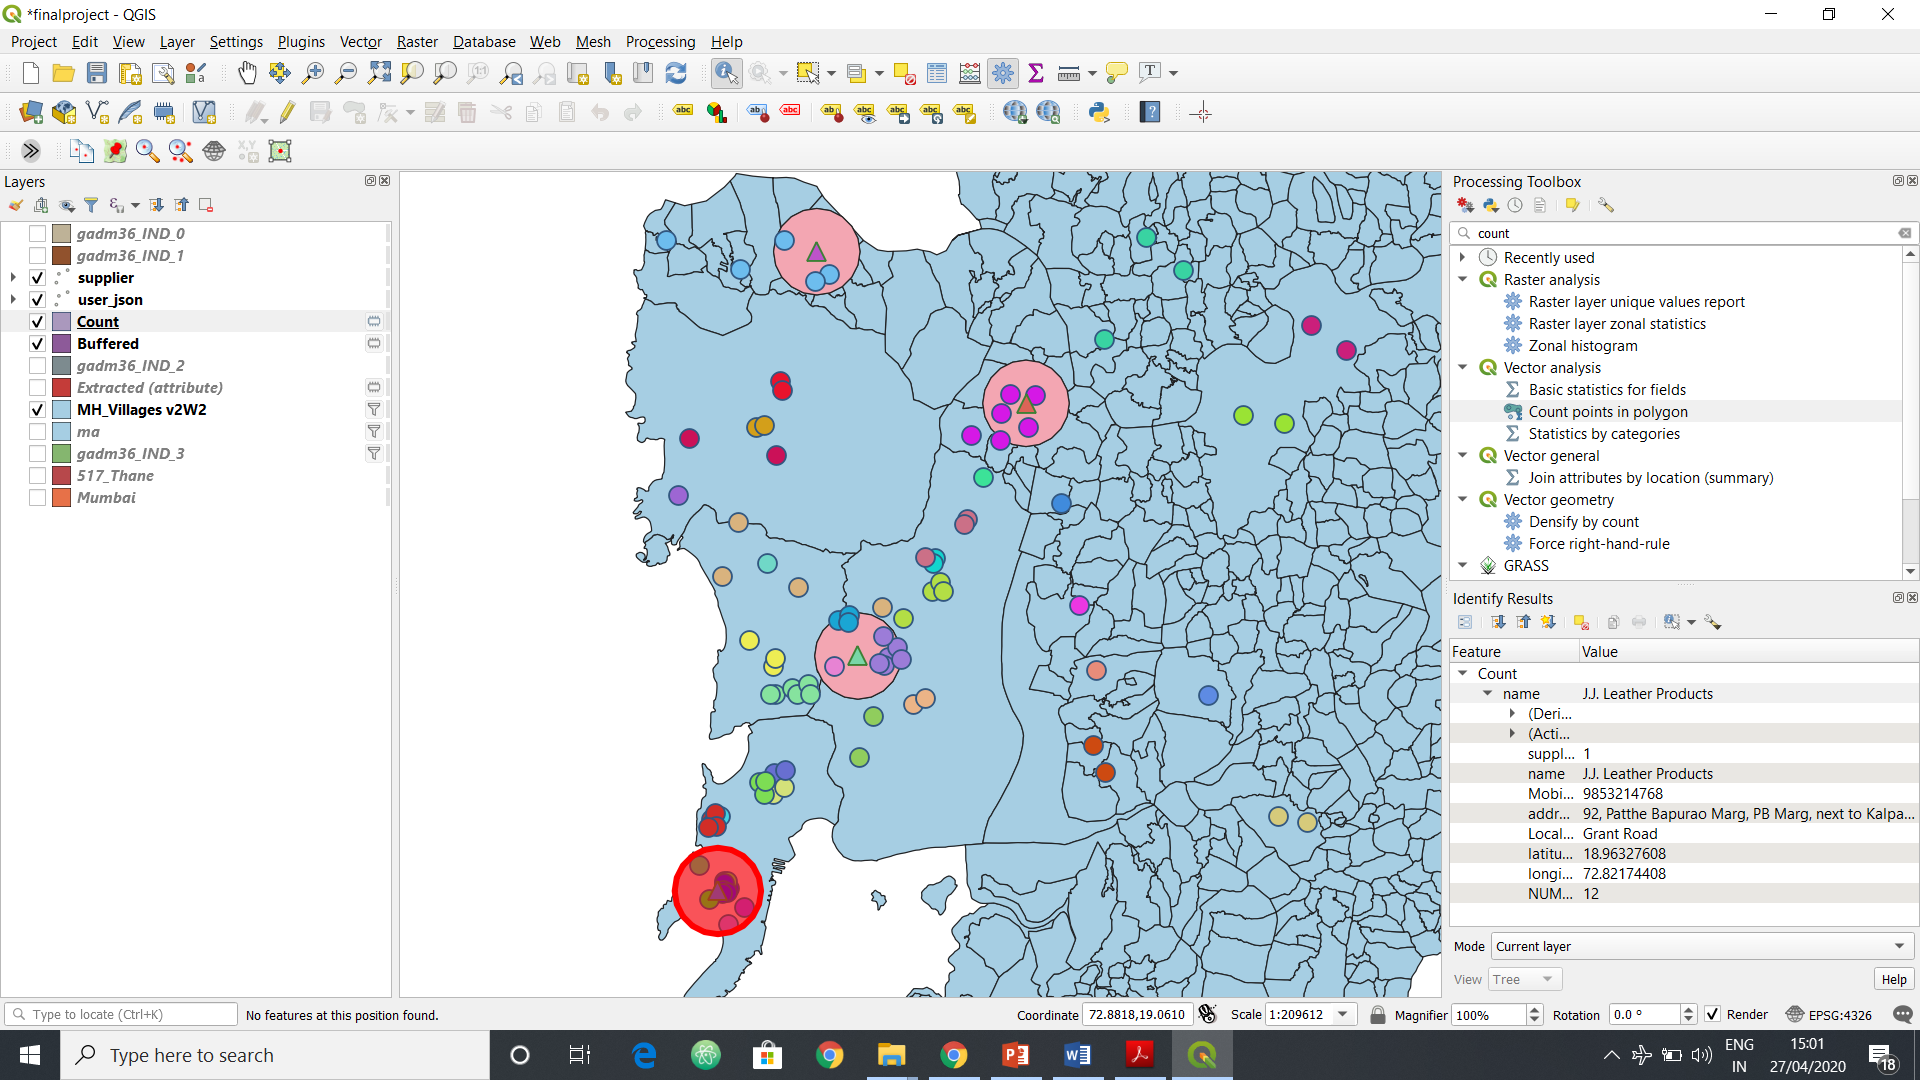 *finalproject - QGIS
Project Edit View Layer Settings Plugins Vector Raster Database Web Mesh Processing Help
Layers
gadm36_IND_0
gadm36_IND_1
supplier
user_json
Count
Buffered
gadm36_IND_2
Extracted (attribute)
MH_Villages v2W2
ma
gadm36_IND_3
517_Thane
Mumbai
Processing Toolbox
count
Recently used
Raster analysis
Raster layer unique values report
Raster layer zonal statistics
Zonal histogram
Vector analysis
Basic statistics for fields
Count points in polygon
Statistics by categories
Vector general
Join attributes by location (summary)
Vector geometry
Densify by count
Force right-hand-rule
GRASS
Identify Results
Feature Value
Count
name J.J. Leather Products
(Deri...
(Acti...
suppl... 1
name J.J. Leather Products
Mobi... 9853214768
addr... 92, Patthe Bapurao Marg, PB Marg, next to Kalpa...
Local... Grant Road
latitu... 18.96327608
longi... 72.82174408
NUM... 12
Mode Current layer
View Tree Help
Type to locate (Ctrl+K) No features at this position found. Coordinate 72.8818,19.0610 Scale 1:209612 Magnifier 100% Rotation 0.0 ° Render EPSG:4326
Type here to search
ENG
IN
15:01
27/04/2020
18